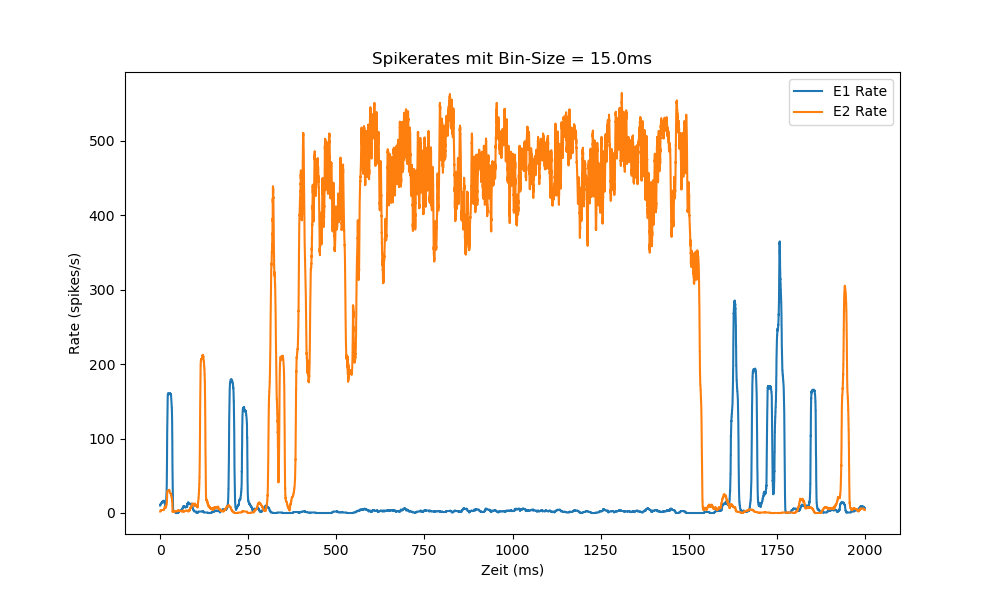 Spikerates mit Bin-Size = 15.0ms
E1 Rate
E2 Rate
Rate (spikes/s)
500
400
300
200
100
0
0 250 500 750 1000 1250 1500 1750 2000
Zeit (ms)